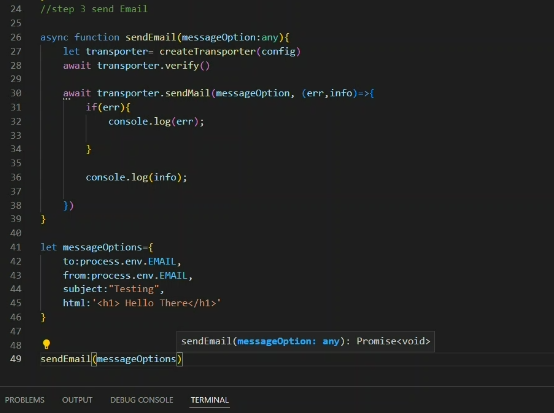 24 //step 3 send Email
25
26 async function sendEmail(messageOption:any){
27 let transporter= createTransporter(config)
28 await transporter.verify()
29
30 await transporter.sendMail(messageOption, (err,info)=>{
31 if(err){
32 console.log(err);
33
34 }
35
36 console.log(info);
37
38 })
39 }
40
41 let messageOptions={
42 to:process.env.EMAIL,
43 from:process.env.EMAIL,
44 subject:"Testing",
45 html:'<h1> Hello There</h1>'
46 }
47
sendEmail(messageOption: any): Promise<void>
48
49 sendEmail(messageOptions)
PROBLEMS OUTPUT DEBUG CONSOLE TERMINAL